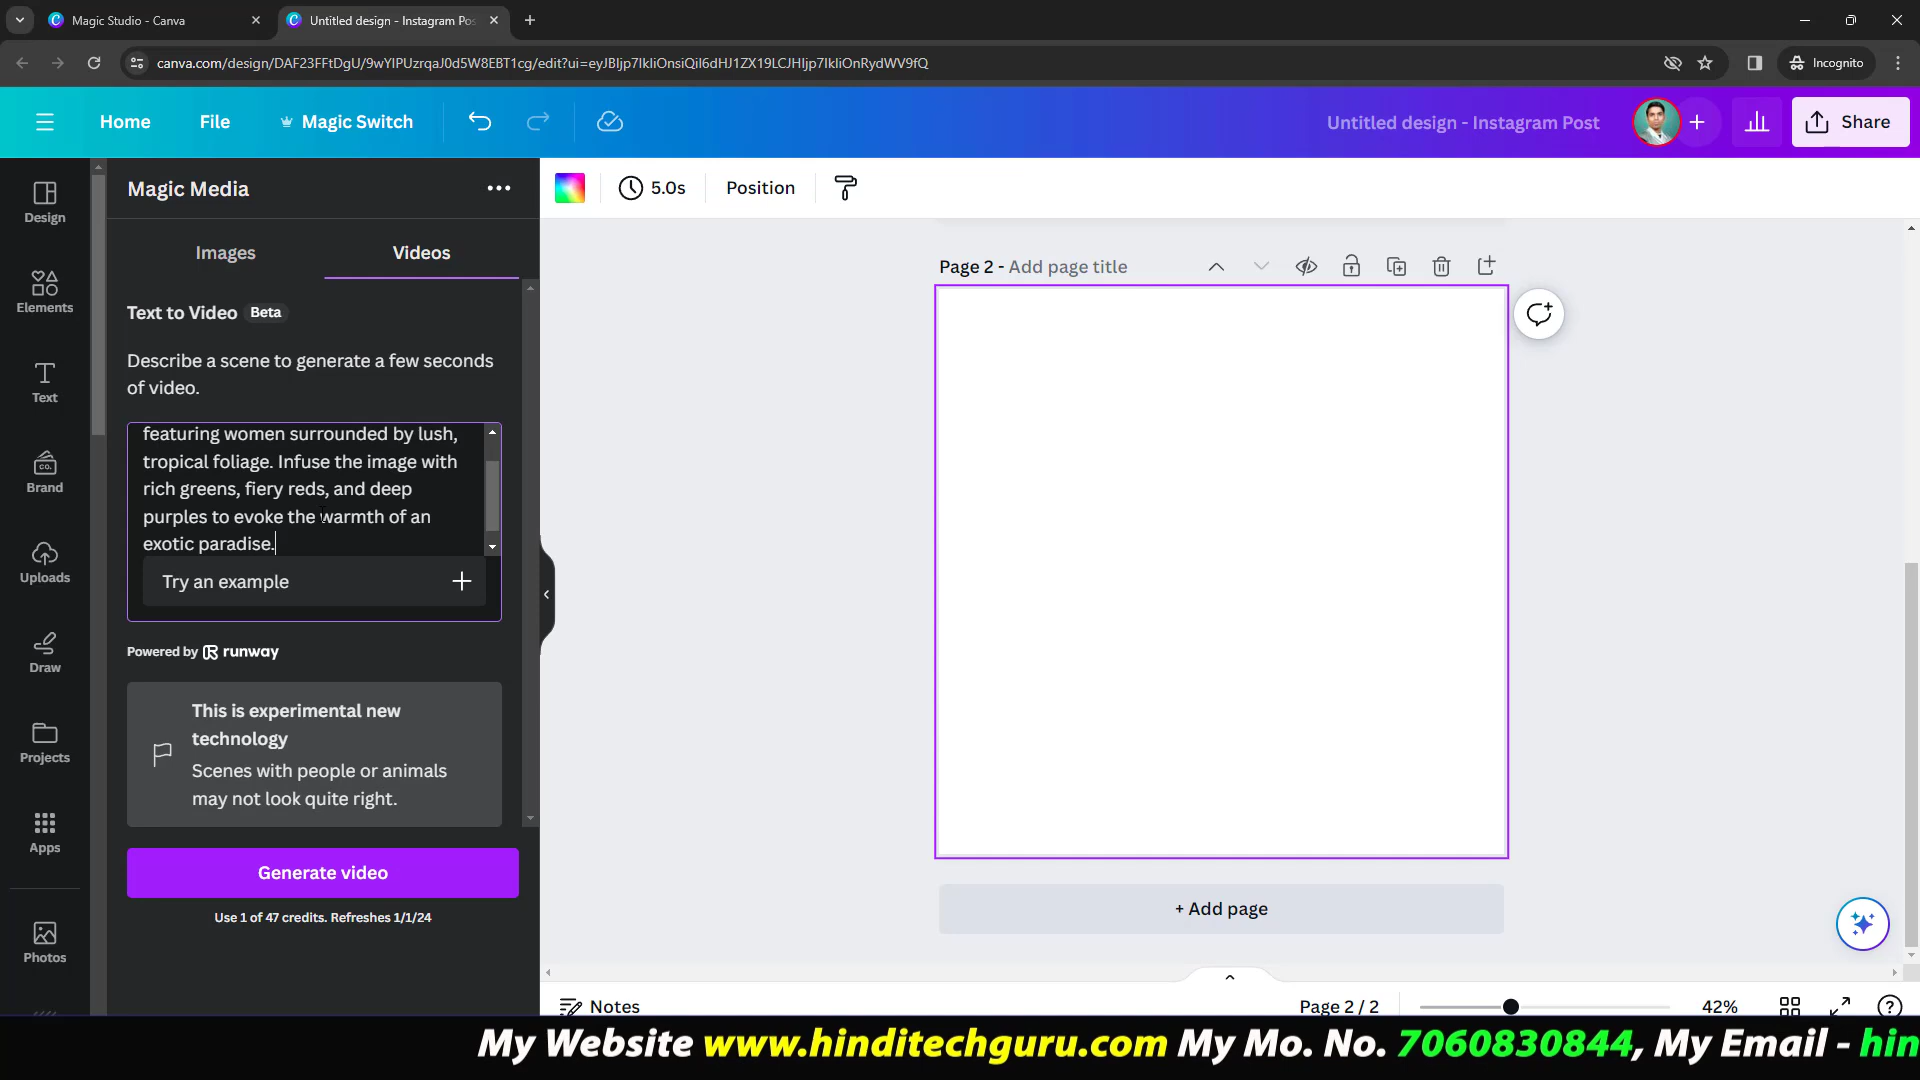 Magic Studio - Canva
Untitled design - Instagram Pos
canva.com/design/DAF23FFtDgU/9wYIPUzrqaJ0d5W8EBT1cg/edit?ui=eyJBIjp7IkIiOnsiQiI6dHJ1ZX19LCJHIjp7IkIiOnRydWV9fQ
Incognito
Home
File
Magic Switch
Untitled design - Instagram Post
Share
Design
Elements
Text
Brand
CO.
Uploads
Draw
Projects
Apps
Photos
Magic Media
Images
Videos
Text to Video
Beta
Describe a scene to generate a few seconds
of video.
featuring women surrounded by lush,
tropical foliage. Infuse the image with
rich greens, fiery reds, and deep
purples to evoke the warmth of an
exotic paradise.
Try an example
Powered by runway
This is experimental new
technology
Scenes with people or animals
may not look quite right.
Generate video
Use 1 of 47 credits. Refreshes 1/1/24
5.0s
Position
Page 2 - Add page title
+ Add page
Notes
Page 2 / 2
42%
My Website www.hinditechguru.com My Mo. No. 7060830844, My Email - hin